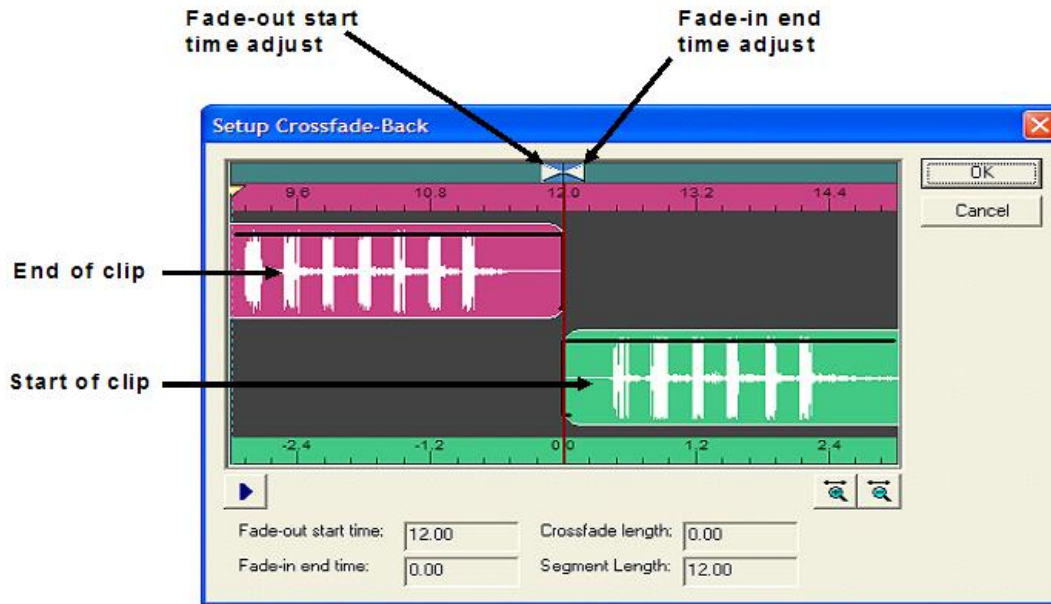 Fade-out start
time adjust
Fade-in end
time adjust
Setup Crossfade-Back
9.6 10.8 12.0 13.2 14.4
OK
Cancel
End of clip
Start of clip
-2.4 -1.2 0.0 1.2 2.4
Fade-out start time: 12.00 Crossfade length: 0.00
Fade-in end time: 0.00 Segment Length: 12.00